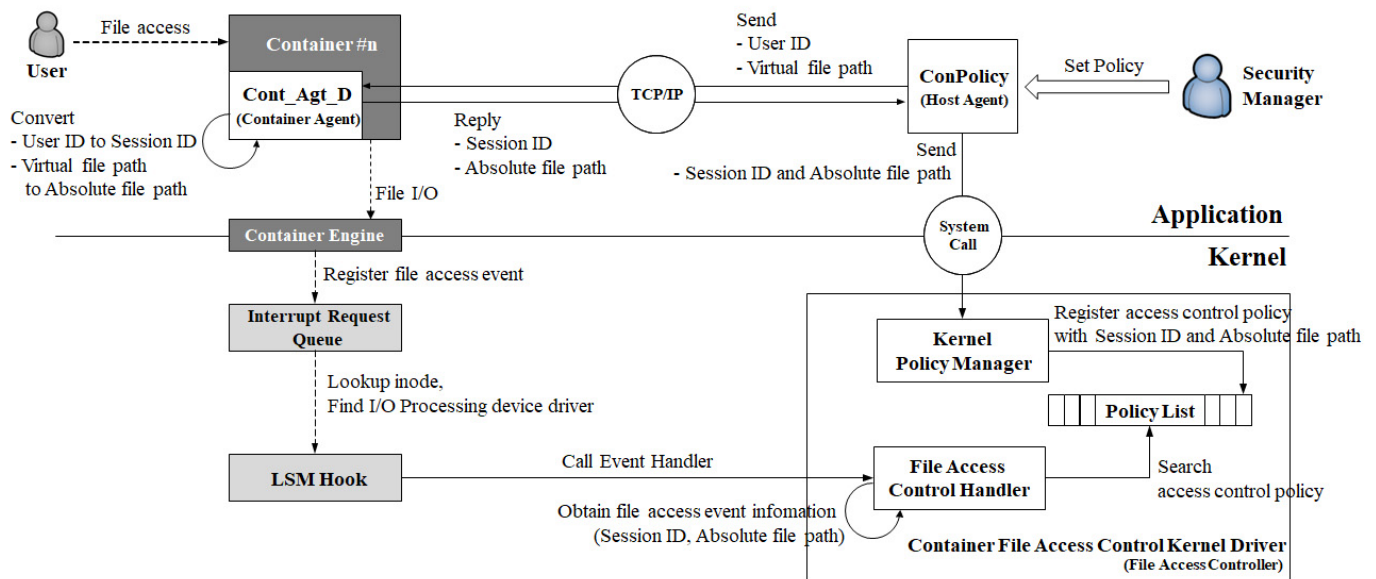 File access
User
Container #n
Cont_Agt_D
(Container Agent)
Convert
- User ID to Session ID
- Virtual file path
to Absolute file path
Send
- User ID
- Virtual file path
TCP/IP
Reply
- Session ID
- Absolute file path
ConPolicy
(Host Agent)
Set Policy
Security
Manager
Send
- Session ID and Absolute file path
File I/O
Container Engine
System
Call
Application
Kernel
Register file access event
Interrupt Request
Queue
Lookup inode,
Find I/O Processing device driver
LSM Hook
Call Event Handler
Kernel
Policy Manager
Register access control policy
with Session ID and Absolute file path
Policy List
File Access
Control Handler
Search
access control policy
Obtain file access event infomation
(Session ID, Absolute file path)
Container File Access Control Kernel Driver
(File Access Controller)